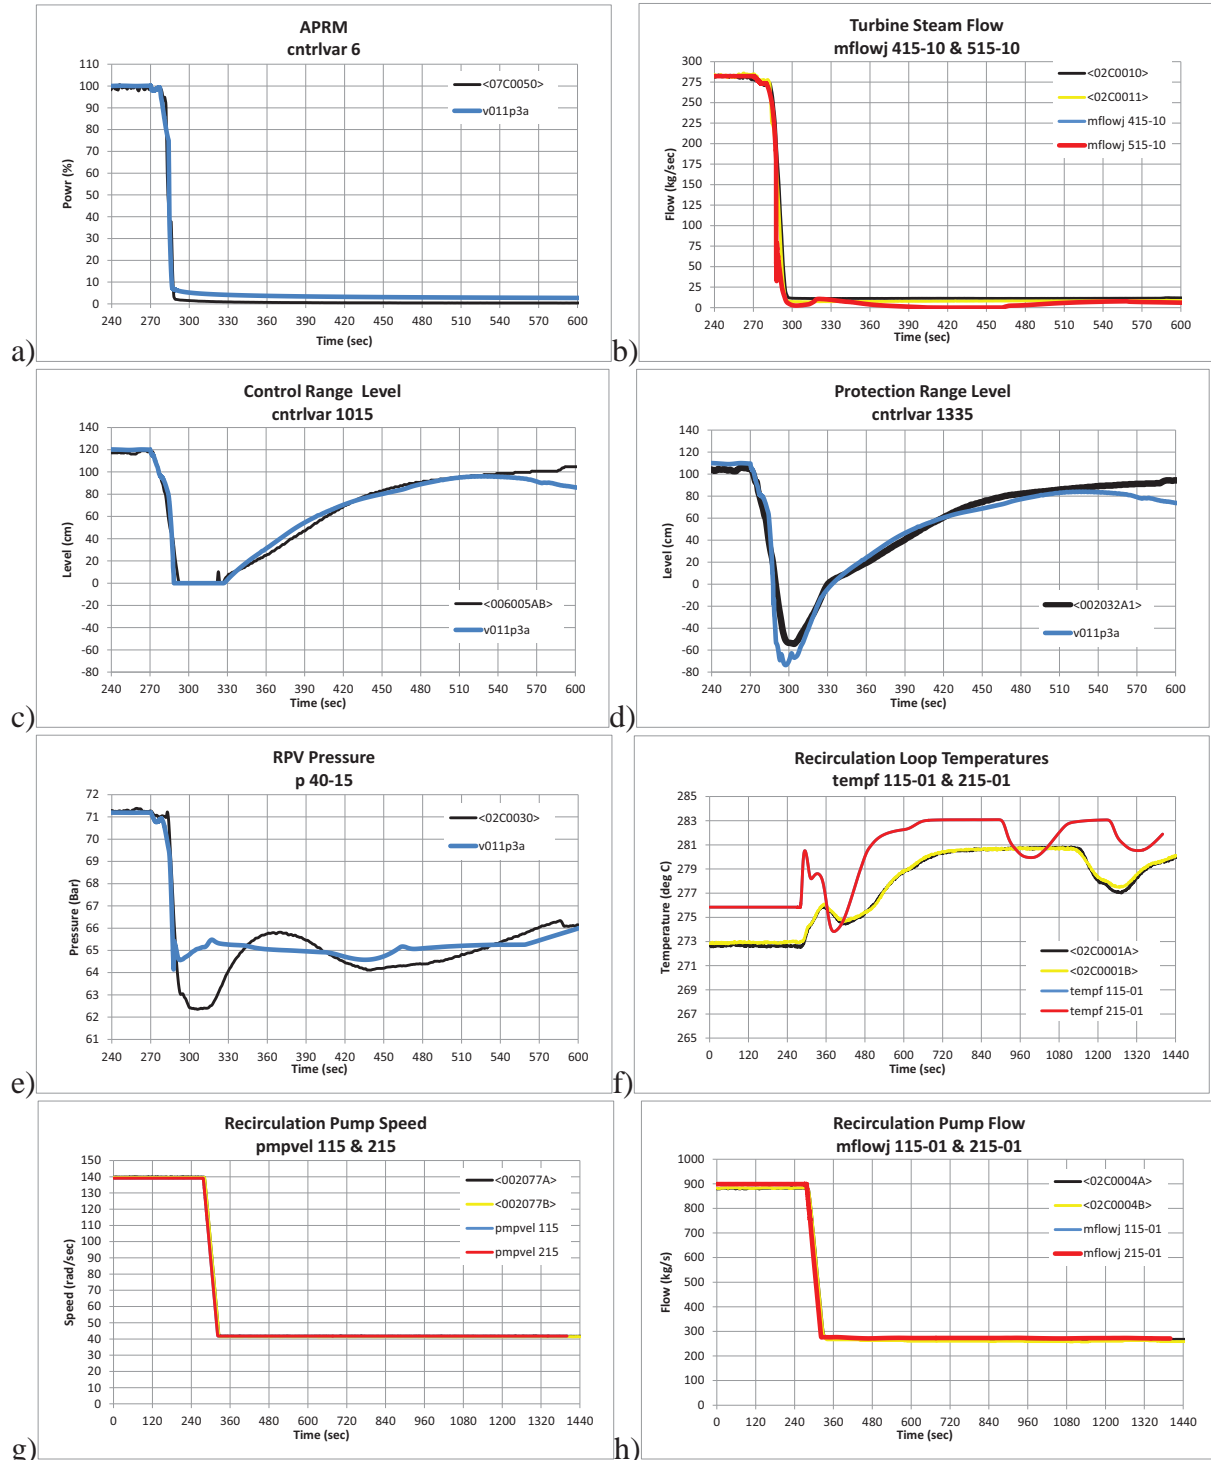 APRM
cntrlvar 6
Powr (%)
110
100
90
80
70
60
50
40
30
20
10
0
<07C0050>
v011p3a
240 270 300 330 360 390 420 450 480 510 540 570 600
Time (sec)
a)
Turbine Steam Flow
mflowj 415-10 & 515-10
Flow (kg/sec)
300
275
250
225
200
175
150
125
100
75
50
25
0
<02C0010>
<02C0011>
mflowj 415-10
mflowj 515-10
240 270 300 330 360 390 420 450 480 510 540 570 600
Time (sec)
b)
Control Range Level
cntrlvar 1015
Level (cm)
140
120
100
80
60
40
20
0
-20
-40
-60
-80
<006005AB>
v011p3a
240 270 300 330 360 390 420 450 480 510 540 570 600
Time (sec)
c)
Protection Range Level
cntrlvar 1335
Level (cm)
140
120
100
80
60
40
20
0
-20
-40
-60
-80
<002032A1>
v011p3a
240 270 300 330 360 390 420 450 480 510 540 570 600
Time (sec)
d)
RPV Pressure
p 40-15
Pressure (Bar)
72
71
70
69
68
67
66
65
64
63
62
61
<02C0030>
v011p3a
240 270 300 330 360 390 420 450 480 510 540 570 600
Time (sec)
e)
Recirculation Loop Temperatures
tempf 115-01 & 215-01
Temperature (deg C)
285
283
281
279
277
275
273
271
269
267
265
<02C0001A>
<02C0001B>
tempf 115-01
tempf 215-01
0 120 240 360 480 600 720 840 960 1080 1200 1320 1440
Time (sec)
f)
Recirculation Pump Speed
pmpvel 115 & 215
Speed (rad/sec)
150
140
130
120
110
100
90
80
70
60
50
40
30
20
10
0
<002077A>
<002077B>
pmpvel 115
pmpvel 215
0 120 240 360 480 600 720 840 960 1080 1200 1320 1440
Time (sec)
g)
Recirculation Pump Flow
mflowj 115-01 & 215-01
Flow (kg/s)
1000
900
800
700
600
500
400
300
200
100
0
<02C0004A>
<02C0004B>
mflowj 115-01
mflowj 215-01
0 120 240 360 480 600 720 840 960 1080 1200 1320 1440
Time (sec)
h)